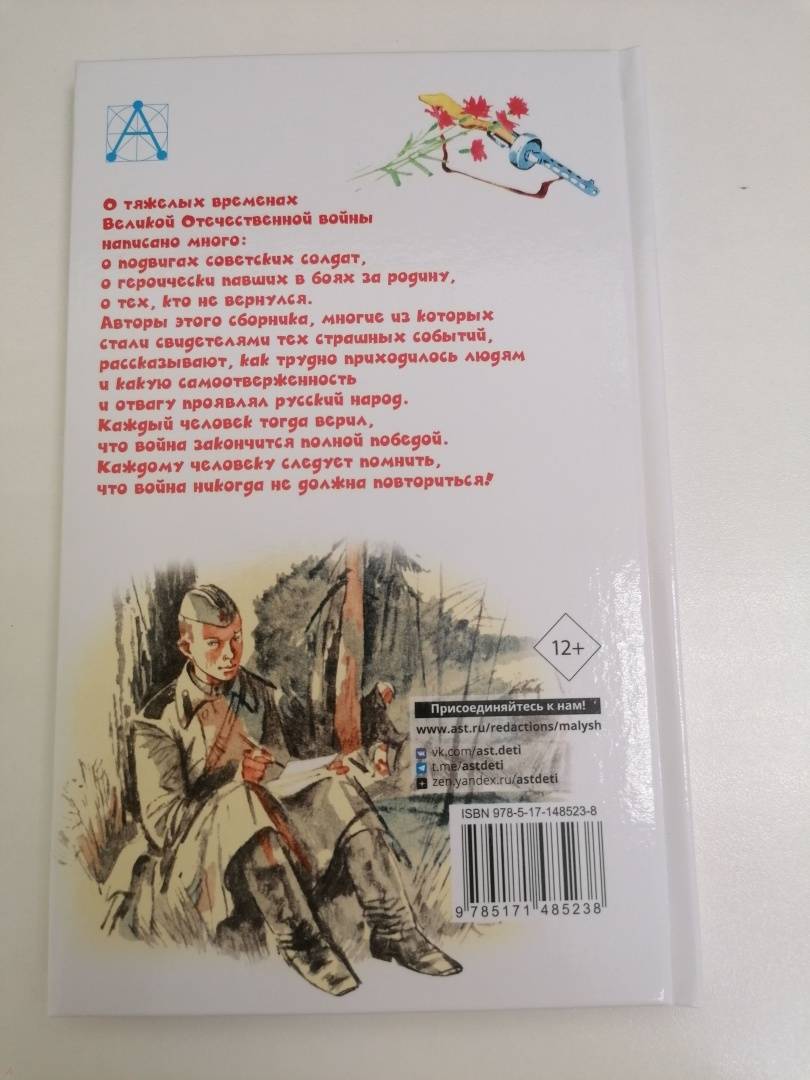 О тяжелых временах
Великой Отечественной войны
написано много:
о подвигах советских солдат,
о героически павших в боях за родину,
о тех, кто не вернулся.
Авторы этого сборника, многие из которых
стали свидетелями тех страшных событий,
рассказывают, как трудно приходилось людям
и какую самоотверженность
и отвагу проявлял русский народ.
Каждый человек тогда верил,
что война закончится полной победой.
Каждому человеку следует помнить,
что война никогда не должна повториться!
12+
Присоединяйтесь к нам!
www.ast.ru/redactions/malysh
vk.com/ast.deti
t.me/astdeti
zen.yandex.ru/astdeti
ISBN 978-5-17-148523-8
9 785171 485238